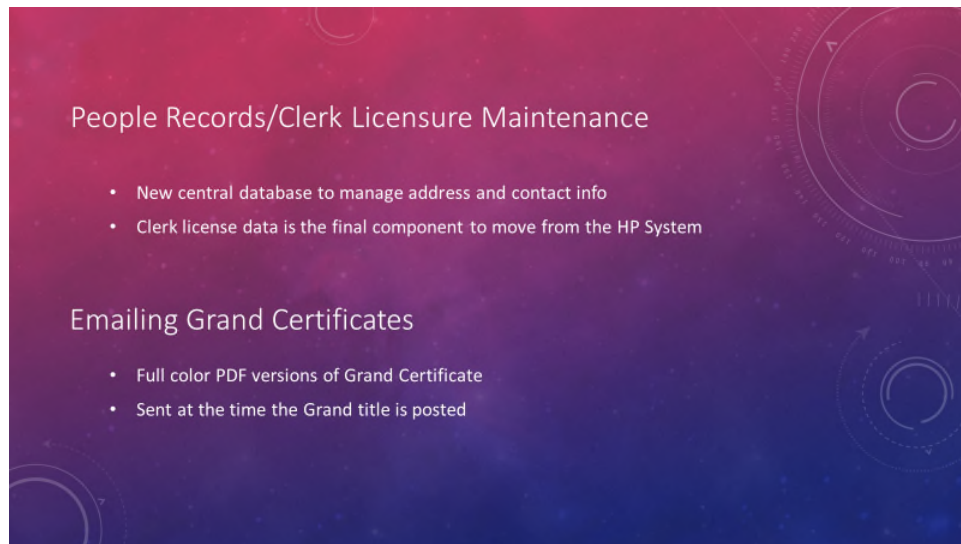 People Records/Clerk Licensure Maintenance
• New central database to manage address and contact info
• Clerk license data is the final component to move from the HP System
Emailing Grand Certificates
• Full color PDF versions of Grand Certificate
• Sent at the time the Grand title is posted